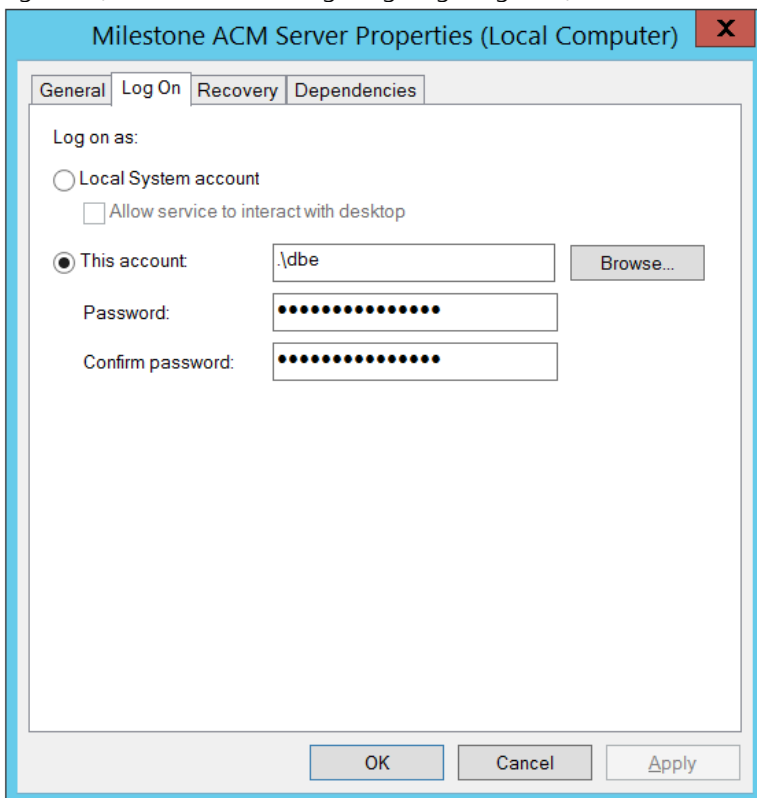 Milestone ACM Server Properties (Local Computer) X
General Log On Recovery Dependencies
Log on as:
Local System account
Allow service to interact with desktop
This account: .\dbe Browse...
Password: •••••••••••••••
Confirm password: •••••••••••••••
OK Cancel Apply